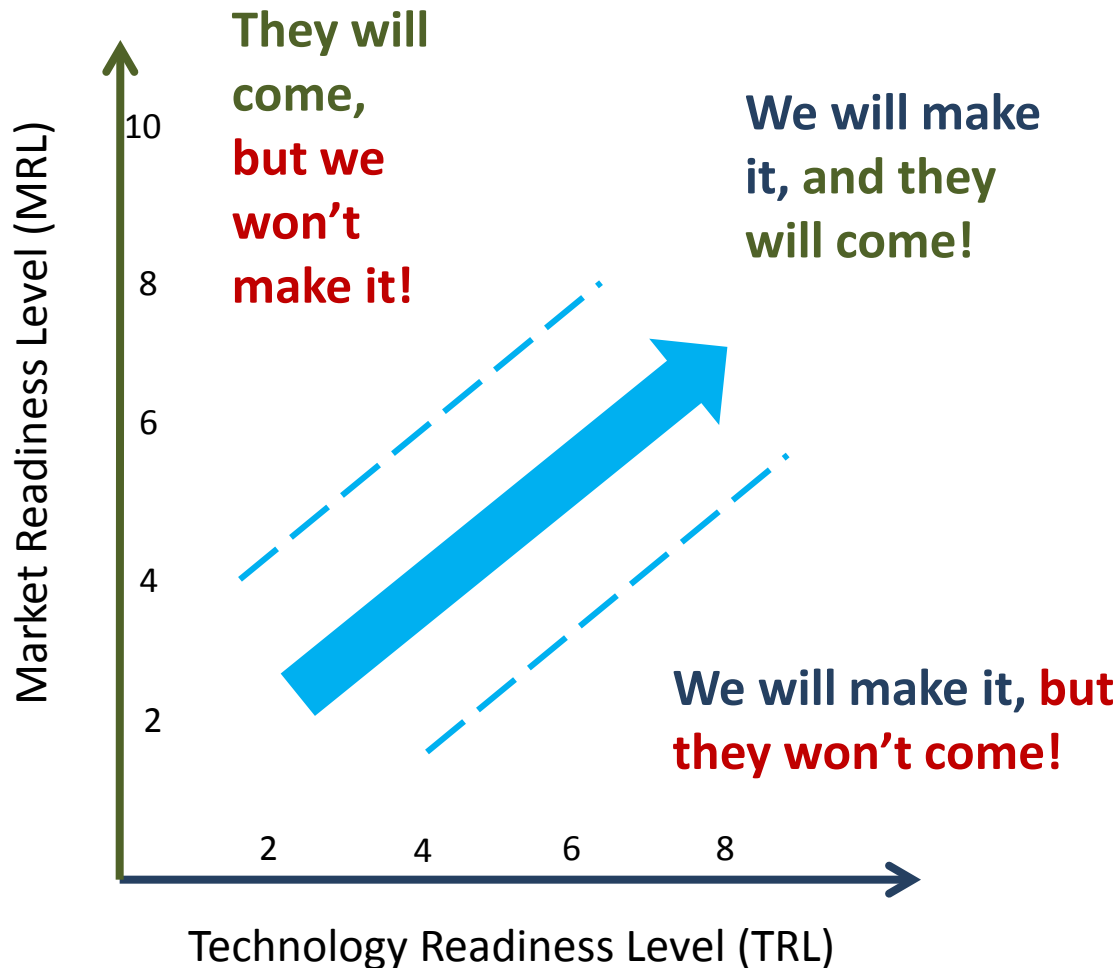 They will
come,
but we
won’t
make it!
We will make
it, and they
will come!
We will make it, but
they won’t come!
Market Readiness Level (MRL)
10
8
6
4
2
2
4
6
8
Technology Readiness Level (TRL)